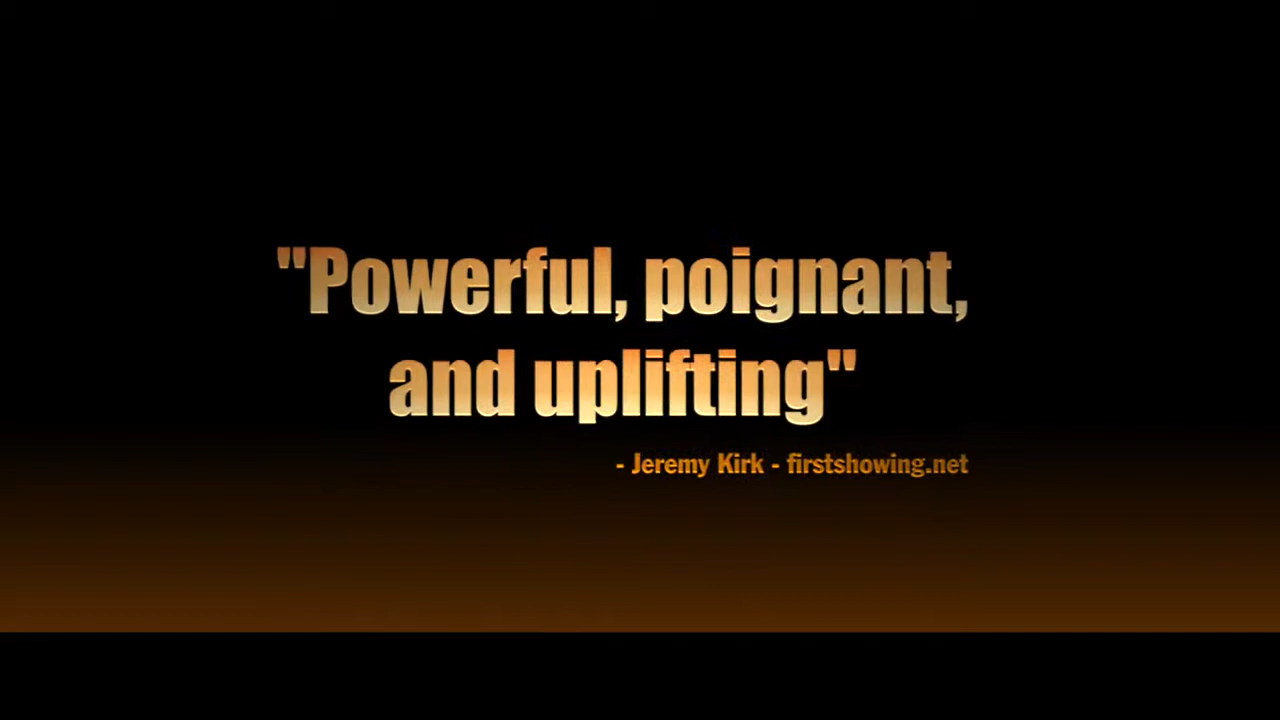 "Powerful, poignant,
and uplifting"
- Jeremy Kirk - firstshowing.net